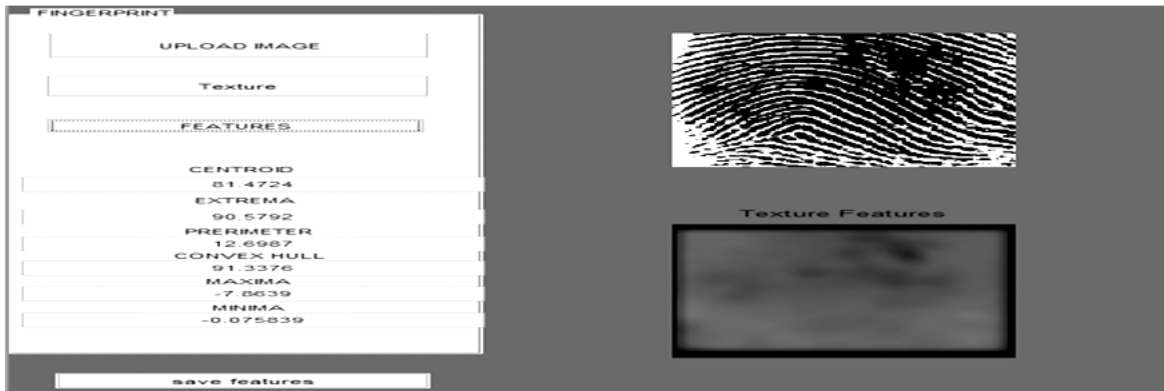 FINGERPRINT
UPLOAD IMAGE
Texture
FEATURES
CENTROID
81.4724
EXTREMA
90.5792
PRERIMETER
12.6987
CONVEX HULL
91.3376
MAXIMA
-7.8639
MINIMA
-0.075839
save features
Texture Features